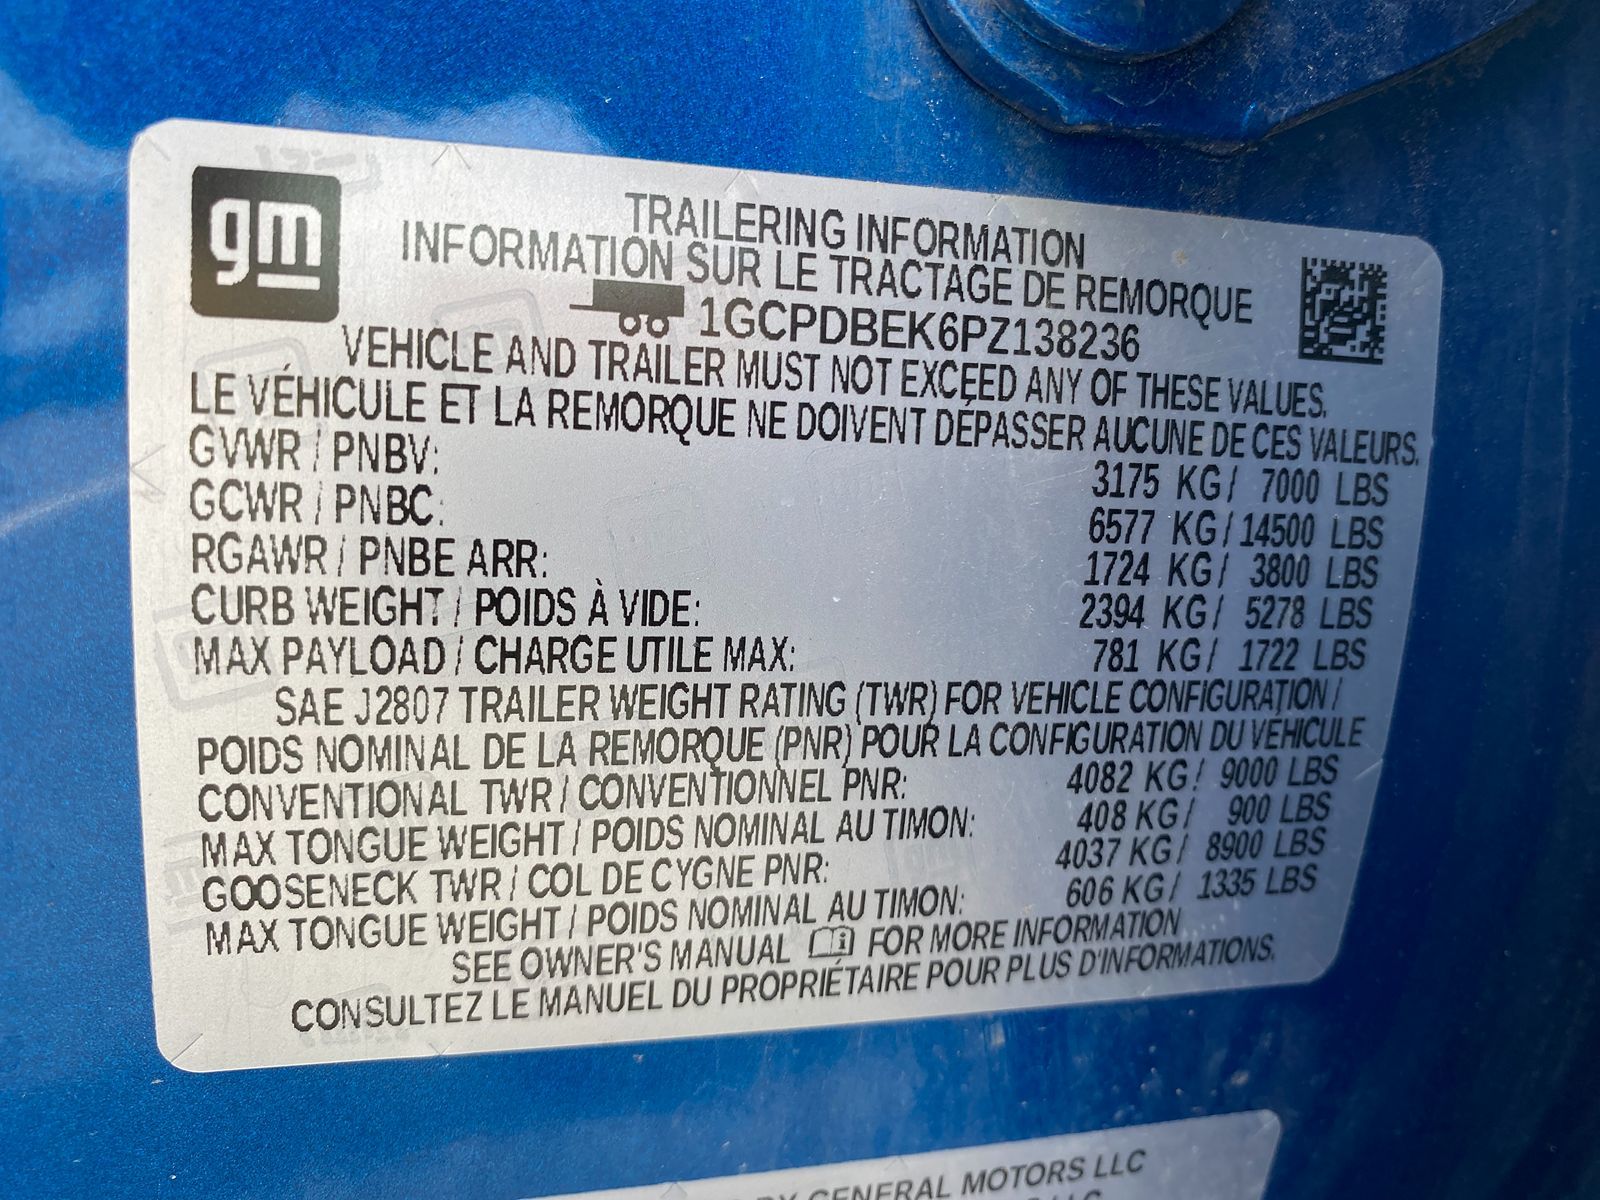 gm
TRAILERING INFORMATION
INFORMATION SUR LE TRACTAGE DE REMORQUE
1GCPDBEK6PZ138236
VEHICLE AND TRAILER MUST NOT EXCEED ANY OF THESE VALUES.
LE VÉHICULE ET LA REMORQUE NE DOIVENT DÉPASSER AUCUNE DE CES VALEURS.
GVWR / PNBV: 3175 KG / 7000 LBS
GCWR / PNBC: 6577 KG / 14500 LBS
RGAWR / PNBE ARR: 1724 KG / 3800 LBS
CURB WEIGHT / POIDS À VIDE: 2394 KG / 5278 LBS
MAX PAYLOAD / CHARGE UTILE MAX: 781 KG / 1722 LBS
SAE J2807 TRAILER WEIGHT RATING (TWR) FOR VEHICLE CONFIGURATION /
POIDS NOMINAL DE LA REMORQUE (PNR) POUR LA CONFIGURATION DU VÉHICULE
CONVENTIONAL TWR / CONVENTIONNEL PNR: 4082 KG / 9000 LBS
MAX TONGUE WEIGHT / POIDS NOMINAL AU TIMON: 408 KG / 900 LBS
GOOSENECK TWR / COL DE CYGNE PNR: 4037 KG / 8900 LBS
MAX TONGUE WEIGHT / POIDS NOMINAL AU TIMON: 606 KG / 1335 LBS
SEE OWNER'S MANUAL FOR MORE INFORMATION
CONSULTEZ LE MANUEL DU PROPRIÉTAIRE POUR PLUS D'INFORMATIONS.
BY GENERAL MOTORS LLC